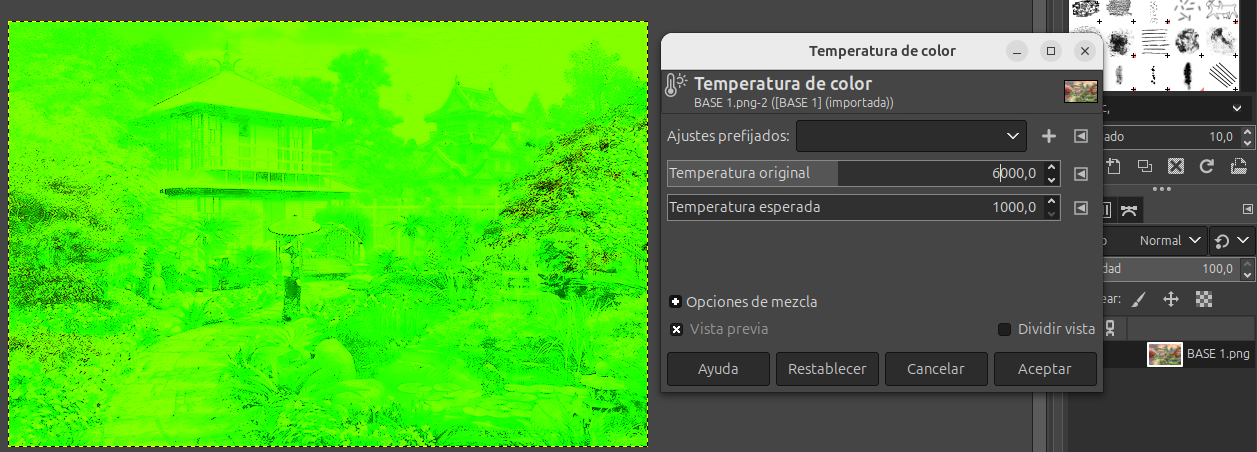 Temperatura de color
Temperatura de color
BASE 1.png-2 ([BASE 1] (importada))
Ajustes prefijados:
Temperatura original 6000,0
Temperatura esperada 1000,0
Opciones de mezcla
Vista previa
Dividir vista
Ayuda
Restablecer
Cancelar
Aceptar
ado 10,0
Normal
dad 100,0
ear:
BASE 1.png